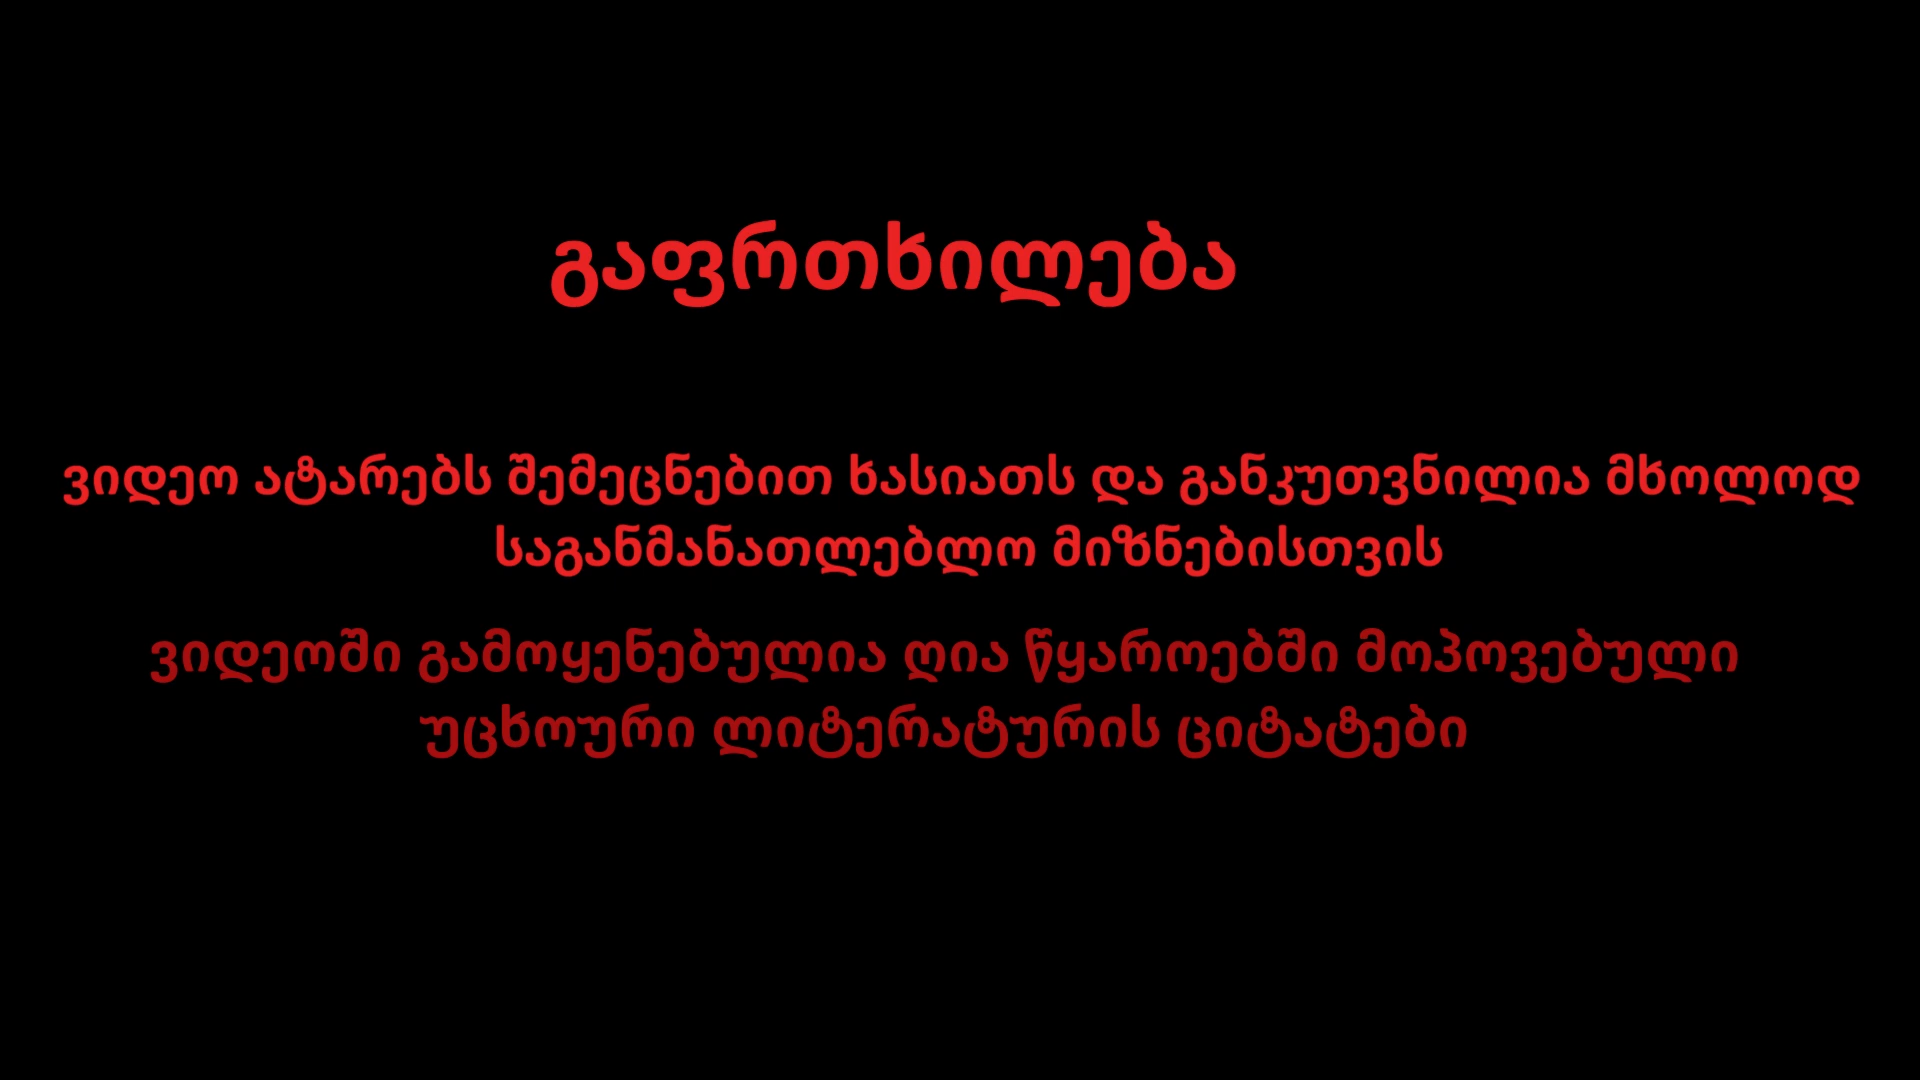 გაფრთხილება
ვიდეო ატარებს შემეცნებით ხასიათს და განკუთვნილია მხოლოდ
საგანმანათლებლო მიზნებისთვის
ვიდეოში გამოყენებულია ღია წყაროებში მოპოვებული
უცხოური ლიტერატურის ციტატები